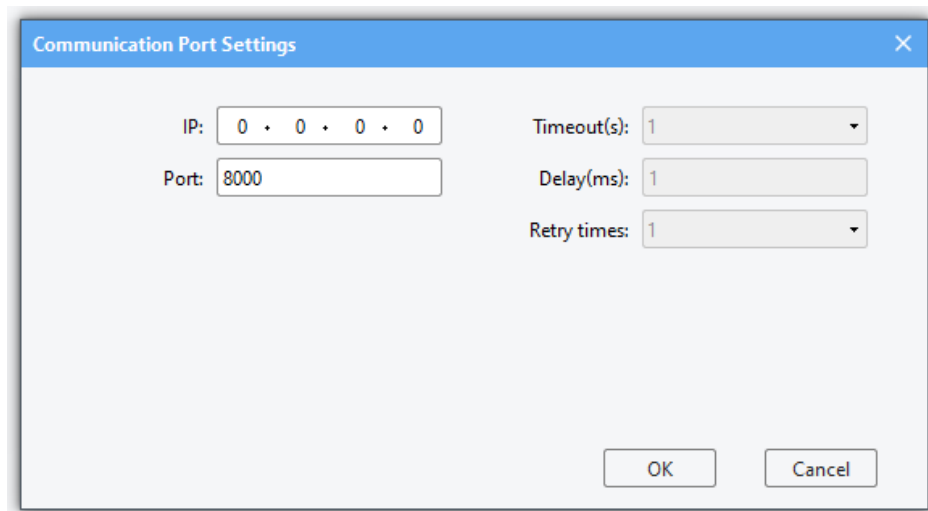 Communication Port Settings
IP: 0 . 0 . 0 . 0
Timeout(s): 1
Port: 8000
Delay(ms): 1
Retry times: 1
OK
Cancel